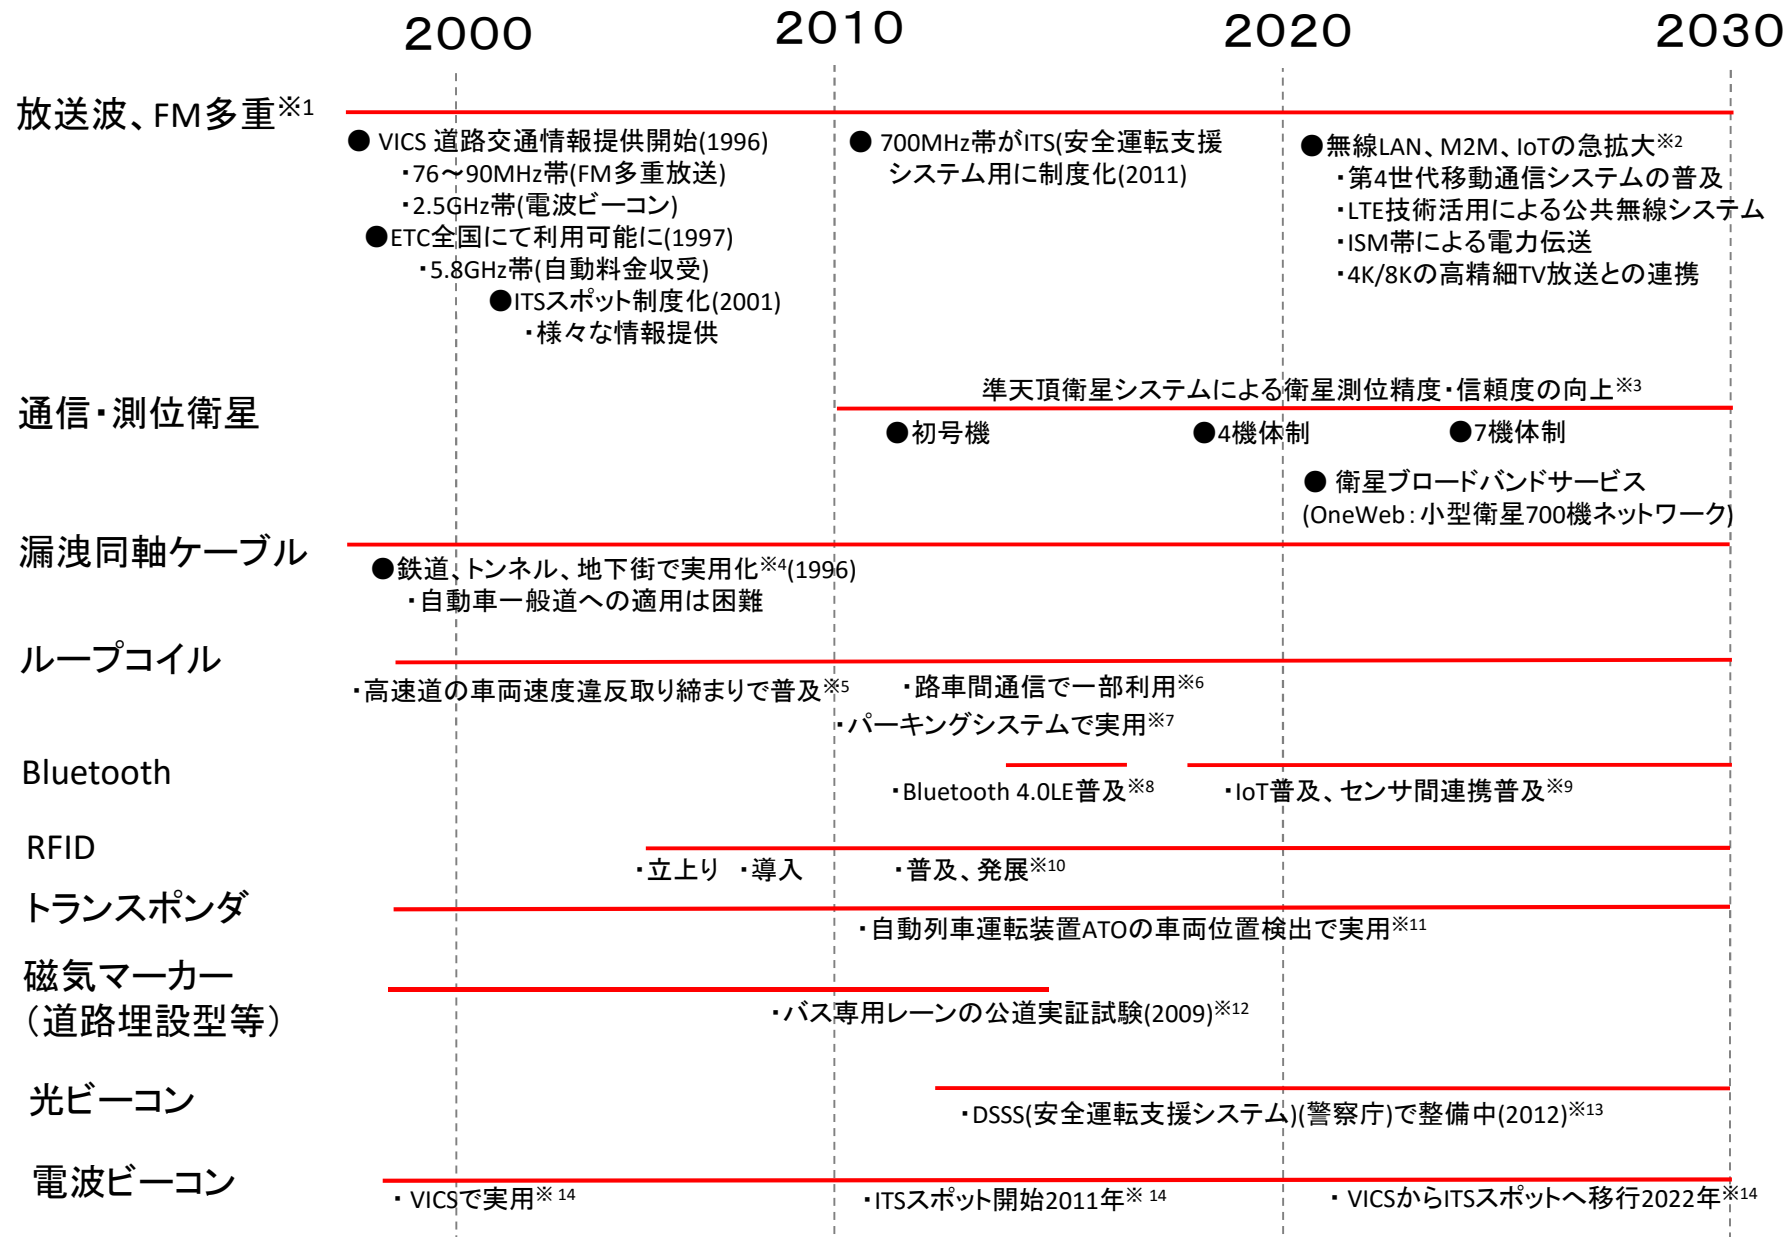 2000 2010 2020 2030
放送波、FM多重※1
● VICS 道路交通情報提供開始(1996)
・76～90MHz帯(FM多重放送)
・2.5GHz帯(電波ビーコン)
●ETC全国にて利用可能に(1997)
・5.8GHz帯(自動料金収受)
●ITSスポット制度化(2001)
・様々な情報提供
● 700MHz帯がITS(安全運転支援
システム用に制度化(2011)
●無線LAN、M2M、IoTの急拡大※2
・第4世代移動通信システムの普及
・LTE技術活用による公共無線システム
・ISM帯による電力伝送
・4K/8Kの高精細TV放送との連携
通信・測位衛星
準天頂衛星システムによる衛星測位精度・信頼度の向上※3
●初号機 ●4機体制 ●7機体制
● 衛星ブロードバンドサービス
(OneWeb：小型衛星700機ネットワーク)
漏洩同軸ケーブル
●鉄道、トンネル、地下街で実用化※4(1996)
・自動車一般道への適用は困難
ループコイル
・高速道の車両速度違反取り締まりで普及※5
・路車間通信で一部利用※6
・パーキングシステムで実用※7
Bluetooth
・Bluetooth 4.0LE普及※8
・IoT普及、センサ間連携普及※9
RFID
・立上り ・導入 ・普及、発展※10
トランスポンダ
・自動列車運転装置ATOの車両位置検出で実用※11
磁気マーカー
（道路埋設型等）
・バス専用レーンの公道実証試験(2009)※12
光ビーコン
・DSSS(安全運転支援システム)(警察庁)で整備中(2012)※13
電波ビーコン
・ VICSで実用※ 14
・ITSスポット開始2011年※ 14
・ VICSからITSスポットへ移行2022年※14